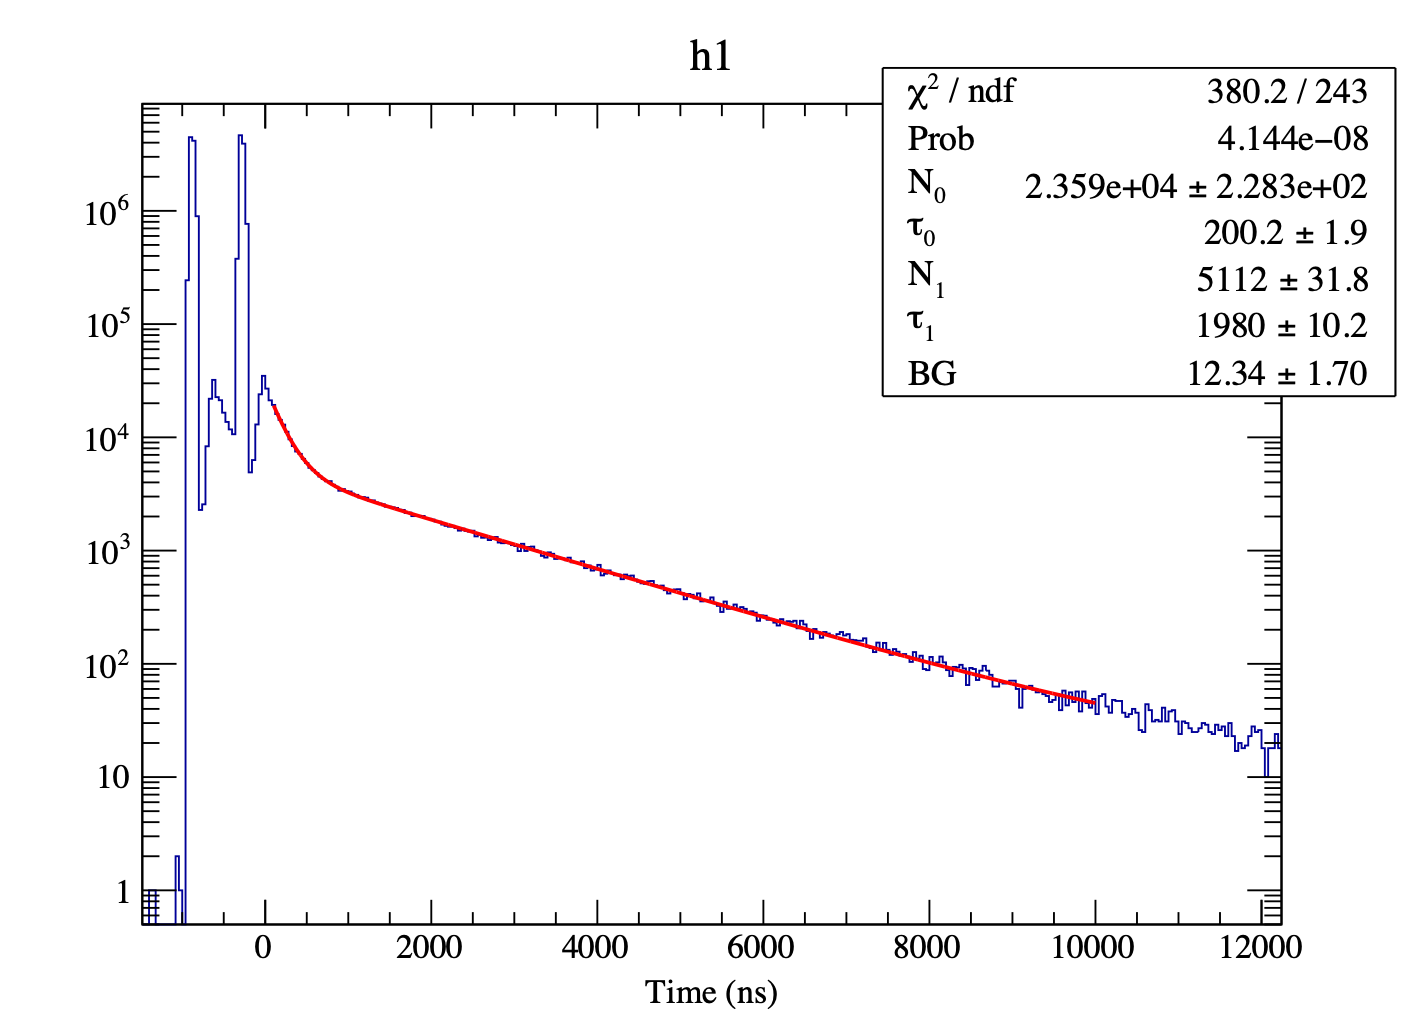 h1
χ² / ndf 380.2 / 243
Prob 4.144e−08
N₀ 2.359e+04 ± 2.283e+02
τ₀ 200.2 ± 1.9
N₁ 5112 ± 31.8
τ₁ 1980 ± 10.2
BG 12.34 ± 1.70
10⁶
10⁵
10⁴
10³
10²
10
1
0 2000 4000 6000 8000 10000 12000
Time (ns)